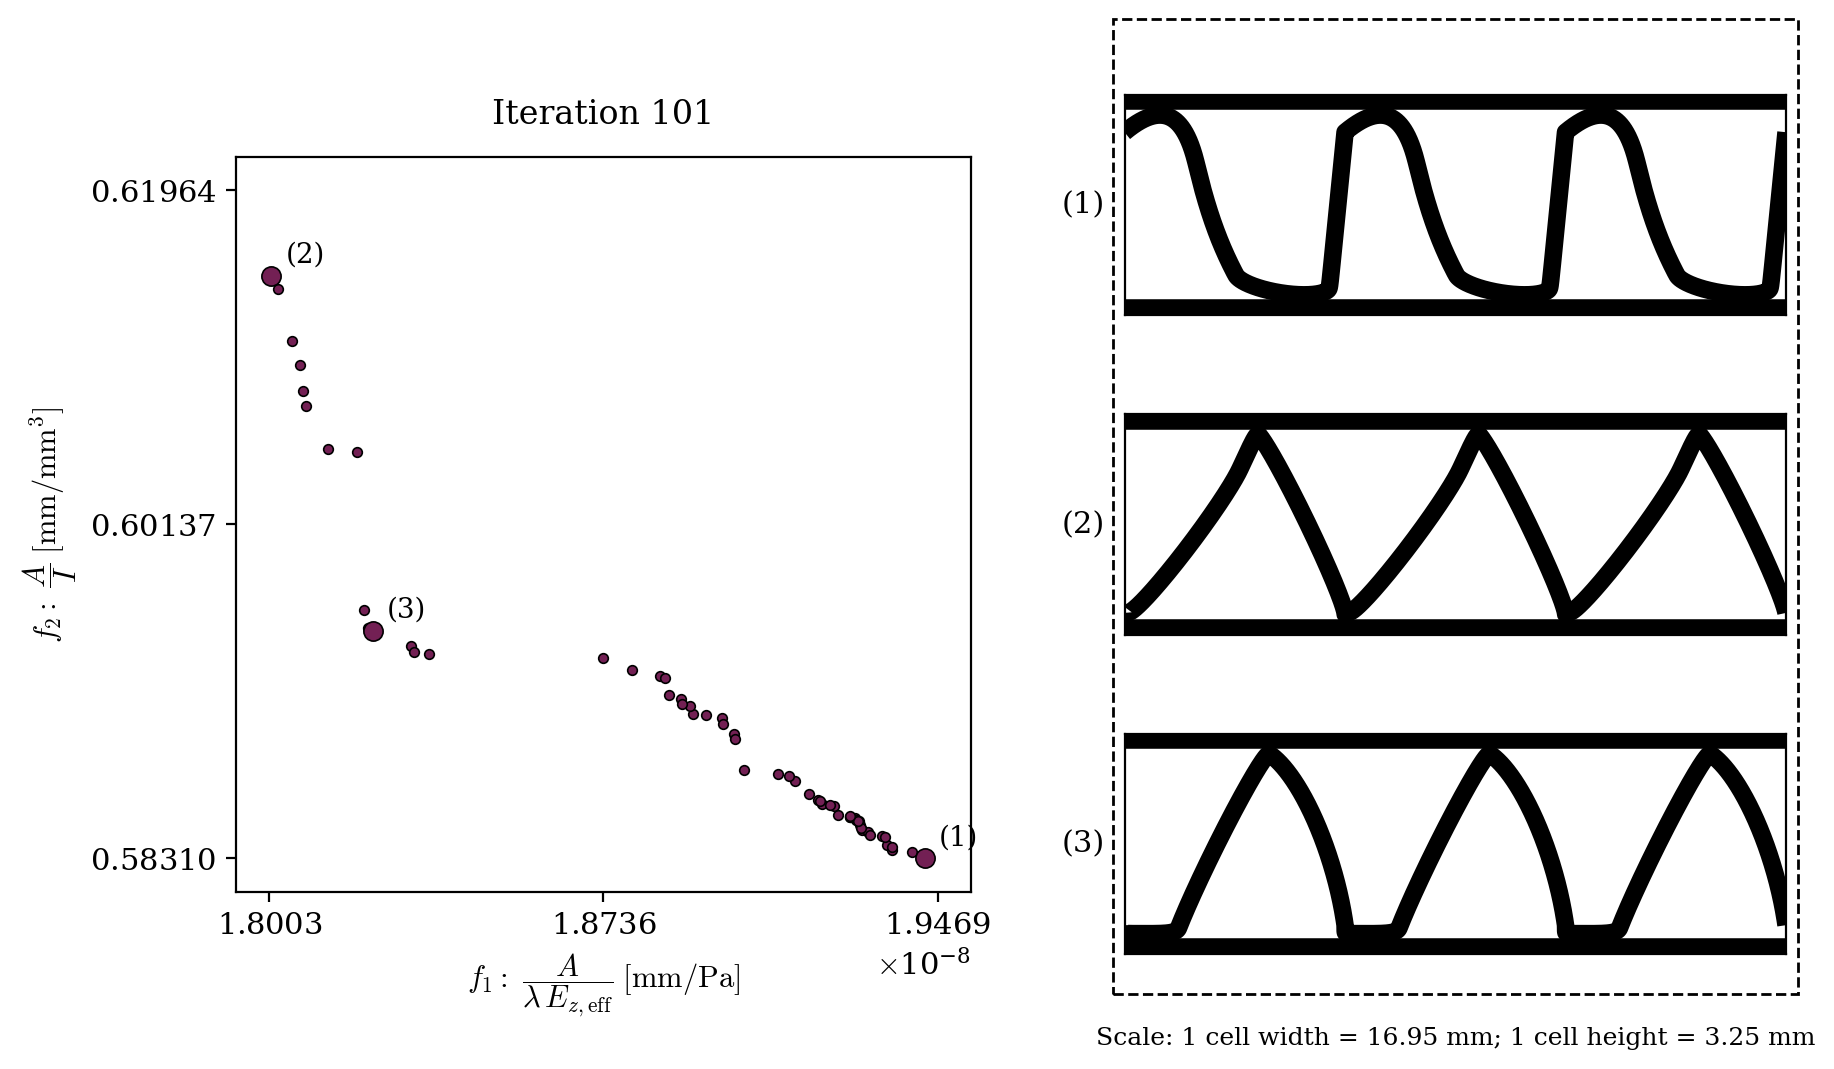 Iteration 101
0.61964
0.60137
0.58310
f₂: A/I [mm/mm³]
(2)
(3)
(1)
1.8003 1.8736 1.9469
×10⁻⁸
f₁: A/(λ E_z,eff) [mm/Pa]
(1)
(2)
(3)
Scale: 1 cell width = 16.95 mm; 1 cell height = 3.25 mm